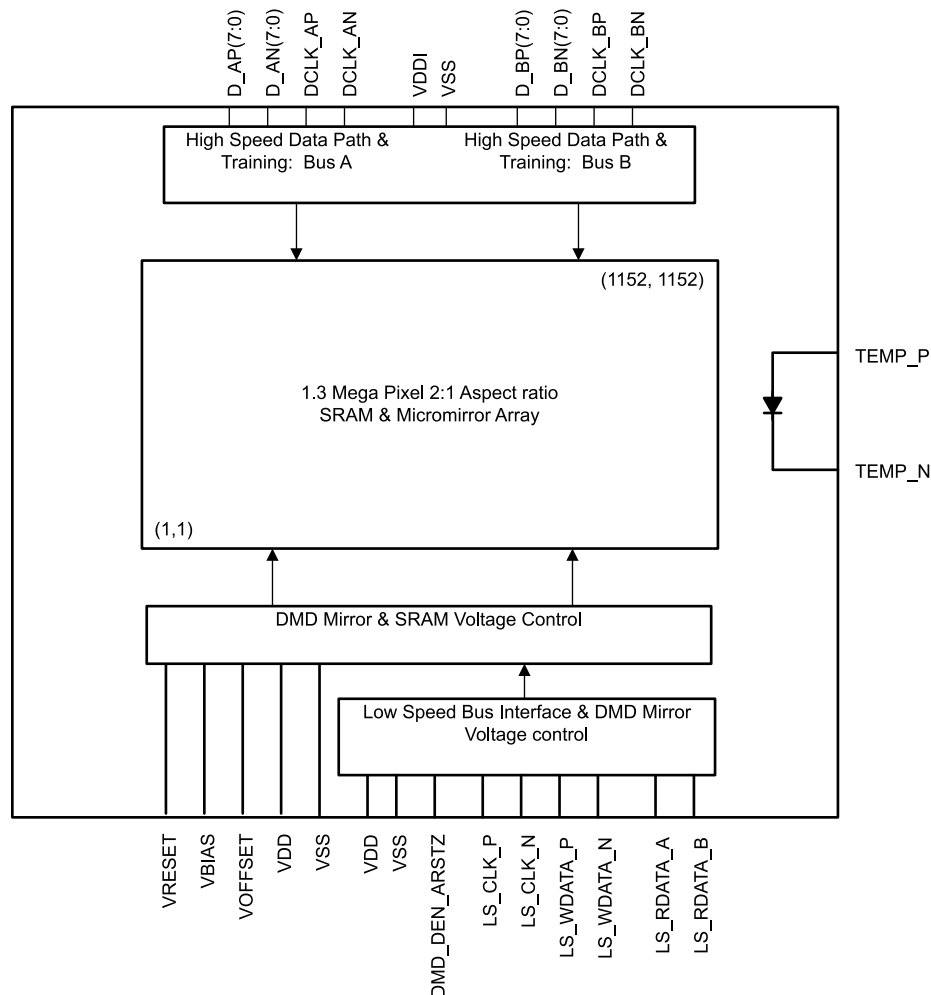 D_AP(7:0)
D_AN(7:0)
DCLK_AP
DCLK_AN
VDDI
VSS
D_BP(7:0)
D_BN(7:0)
DCLK_BP
DCLK_BN
High Speed Data Path &
Training: Bus A
High Speed Data Path &
Training: Bus B
(1152, 1152)
1.3 Mega Pixel 2:1 Aspect ratio
SRAM & Micromirror Array
(1,1)
TEMP_P
TEMP_N
DMD Mirror & SRAM Voltage Control
Low Speed Bus Interface & DMD Mirror
Voltage control
VRESET
VBIAS
VOFFSET
VDD
VSS
VDD
VSS
DMD_DEN_ARSTZ
LS_CLK_P
LS_CLK_N
LS_WDATA_P
LS_WDATA_N
LS_RDATA_A
LS_RDATA_B